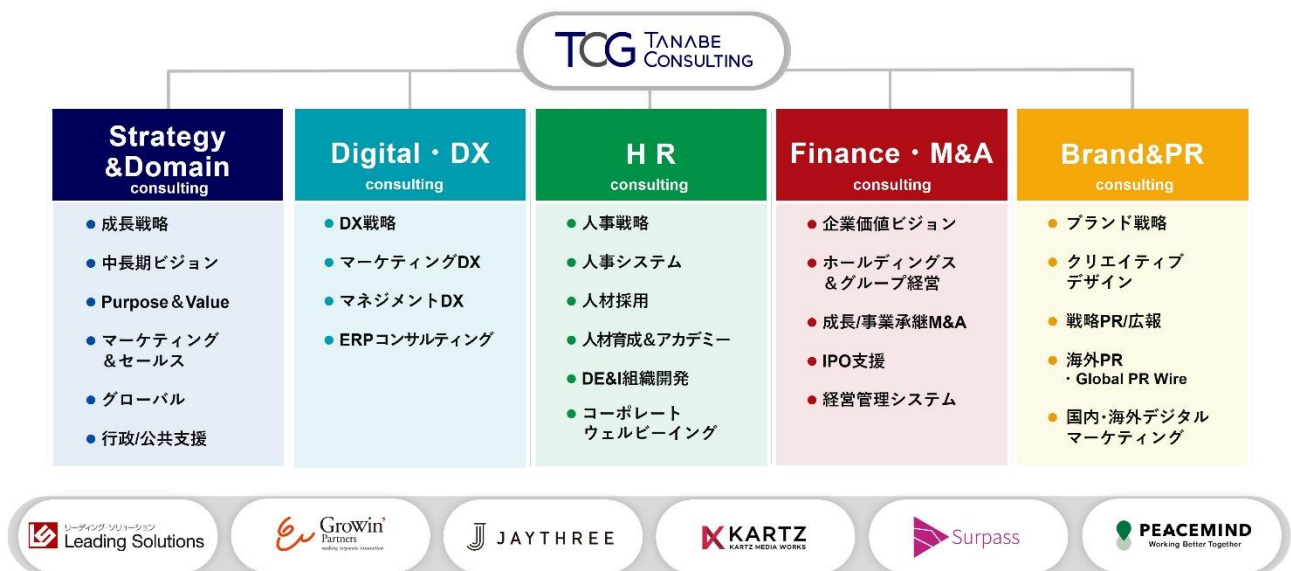 TCG TANABE
CONSULTING
Strategy
&Domain
consulting
成長戦略
中長期ビジョン
Purpose＆Value
マーケティング
＆セールス
グローバル
行政/公共支援
Digital・DX
consulting
DX戦略
マーケティングDX
マネジメントDX
ERPコンサルティング
HR
consulting
人事戦略
人事システム
人材採用
人材育成＆アカデミー
DE&I組織開発
コーポレート
ウェルビーイング
Finance・M&A
consulting
企業価値ビジョン
ホールディングス
＆グループ経営
成長/事業承継M&A
IPO支援
経営管理システム
Brand&PR
consulting
ブランド戦略
クリエイティブ
デザイン
戦略PR/広報
海外PR
・Global PR Wire
国内・海外デジタル
マーケティング
リーディング・ソリューション
Leading Solutions
GroWin'
Partners
making corporate innovation
JAYTHREE
KARTZ
KARTZ MEDIA WORKS
Surpass
PEACEMIND
Working Better Together